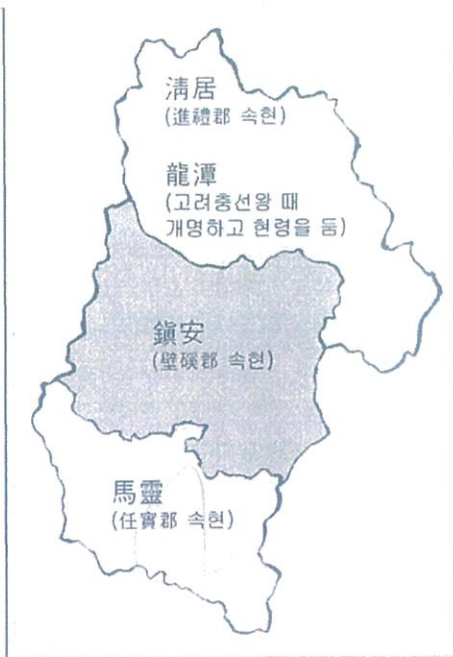 淸居
(進禮郡 속현)
龍潭
(고려충선왕 때
개명하고 현령을 둠)
鎭安
(壁磎郡 속현)
馬靈
(任實郡 속현)